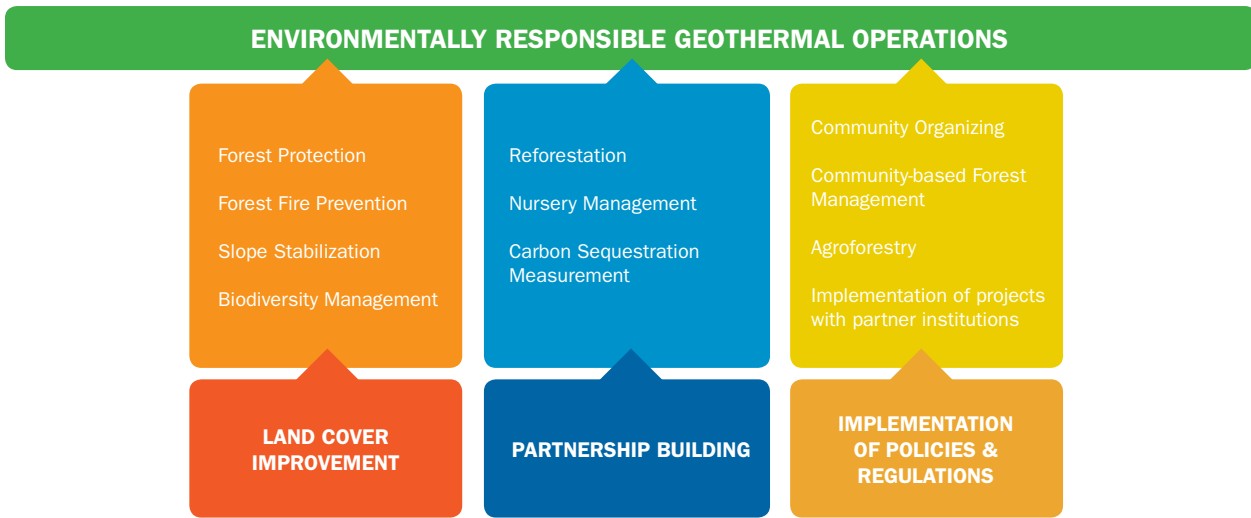 ENVIRONMENTALLY RESPONSIBLE GEOTHERMAL OPERATIONS
Forest Protection
Forest Fire Prevention
Slope Stabilization
Biodiversity Management
Reforestation
Nursery Management
Carbon Sequestration
Measurement
Community Organizing
Community-based Forest
Management
Agroforestry
Implementation of projects
with partner institutions
LAND COVER
IMPROVEMENT
PARTNERSHIP BUILDING
IMPLEMENTATION
OF POLICIES &
REGULATIONS